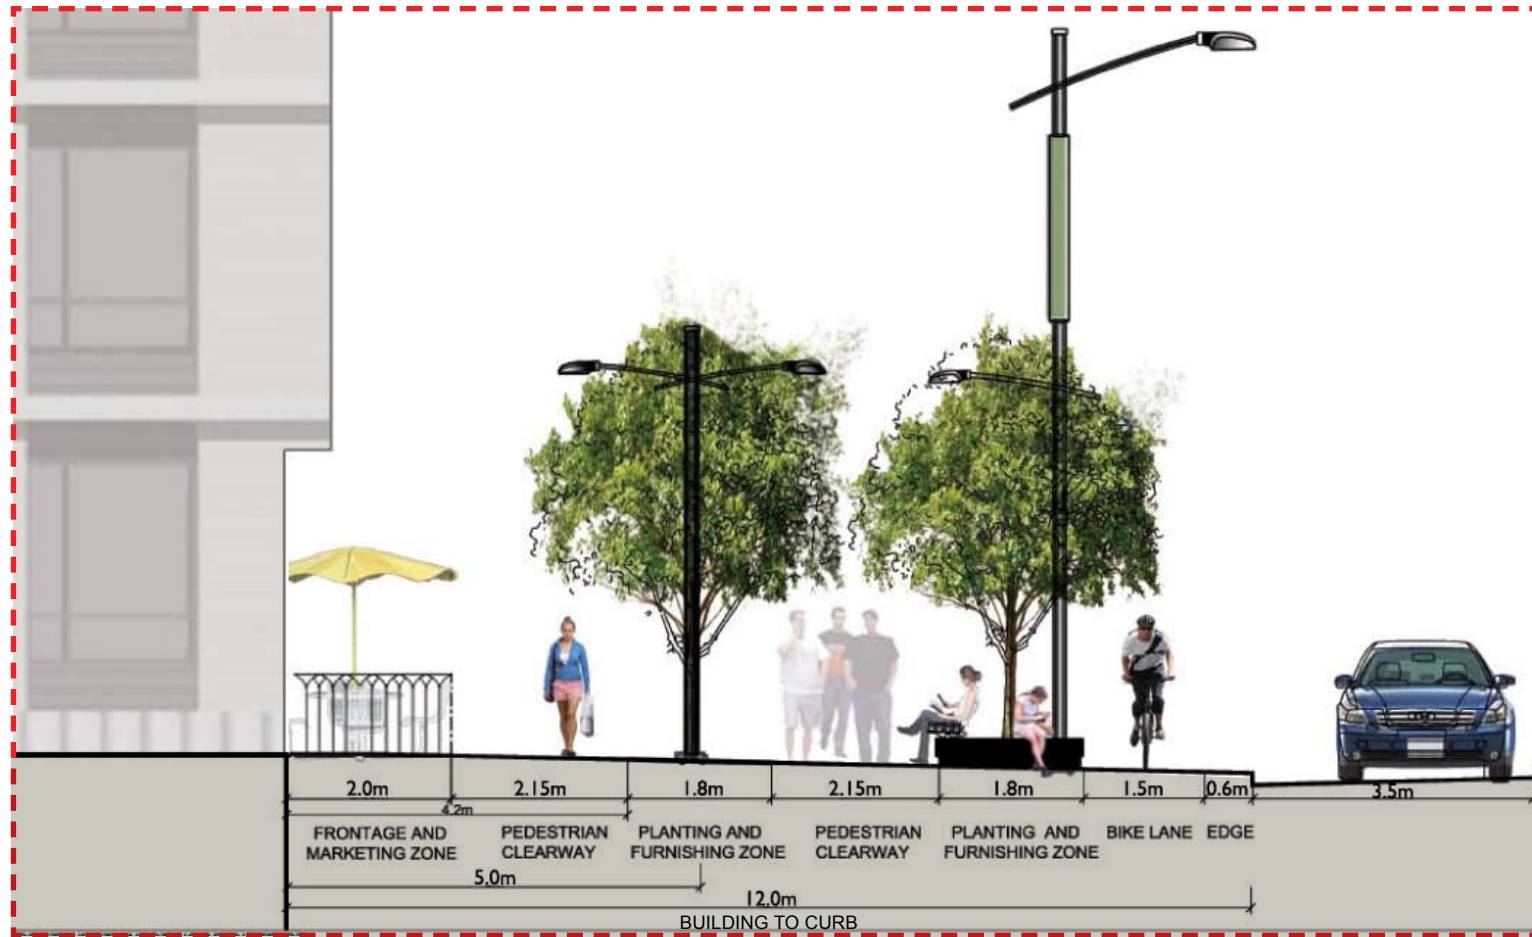 2.0m 2.15m 1.8m 2.15m 1.8m 1.5m 0.6m 3.5m
4.2m
FRONTAGE AND MARKETING ZONE
PEDESTRIAN CLEARWAY
PLANTING AND FURNISHING ZONE
PEDESTRIAN CLEARWAY
PLANTING AND FURNISHING ZONE
BIKE LANE
EDGE
5.0m
12.0m
BUILDING TO CURB